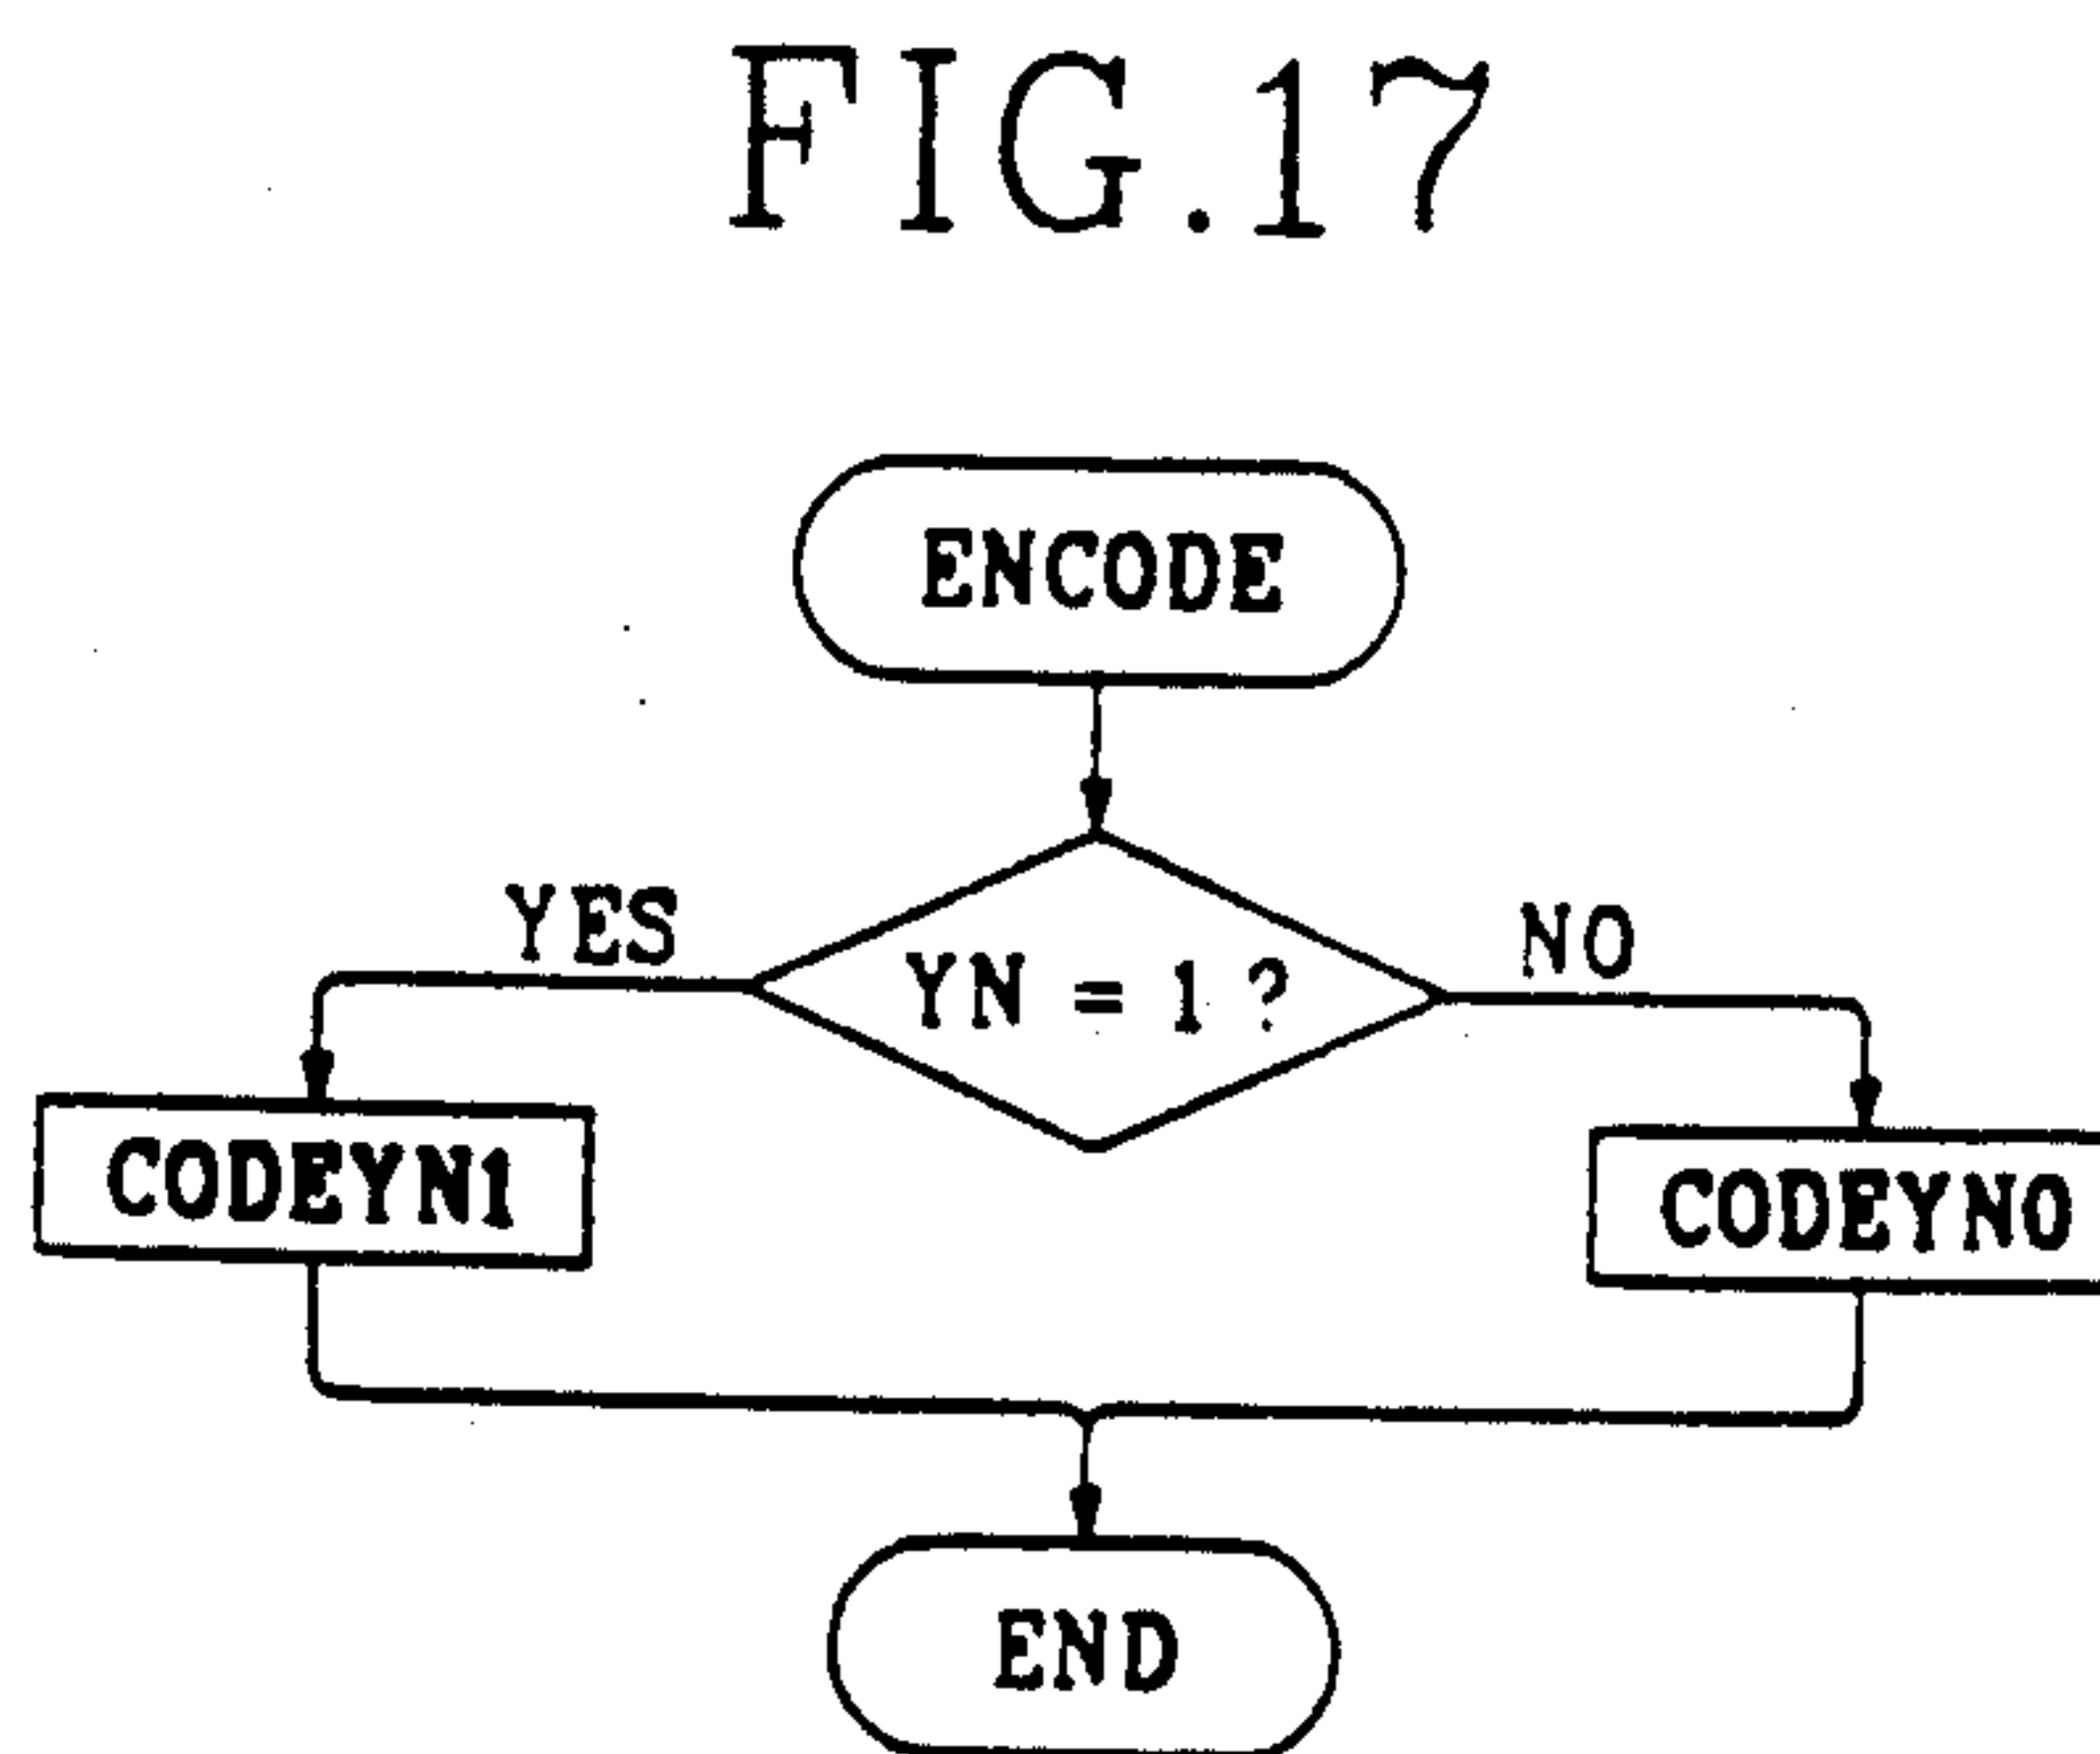 FIG.17
ENCODE
YES
NO
YN = 1 ?
CODEYN1
CODEYN0
END